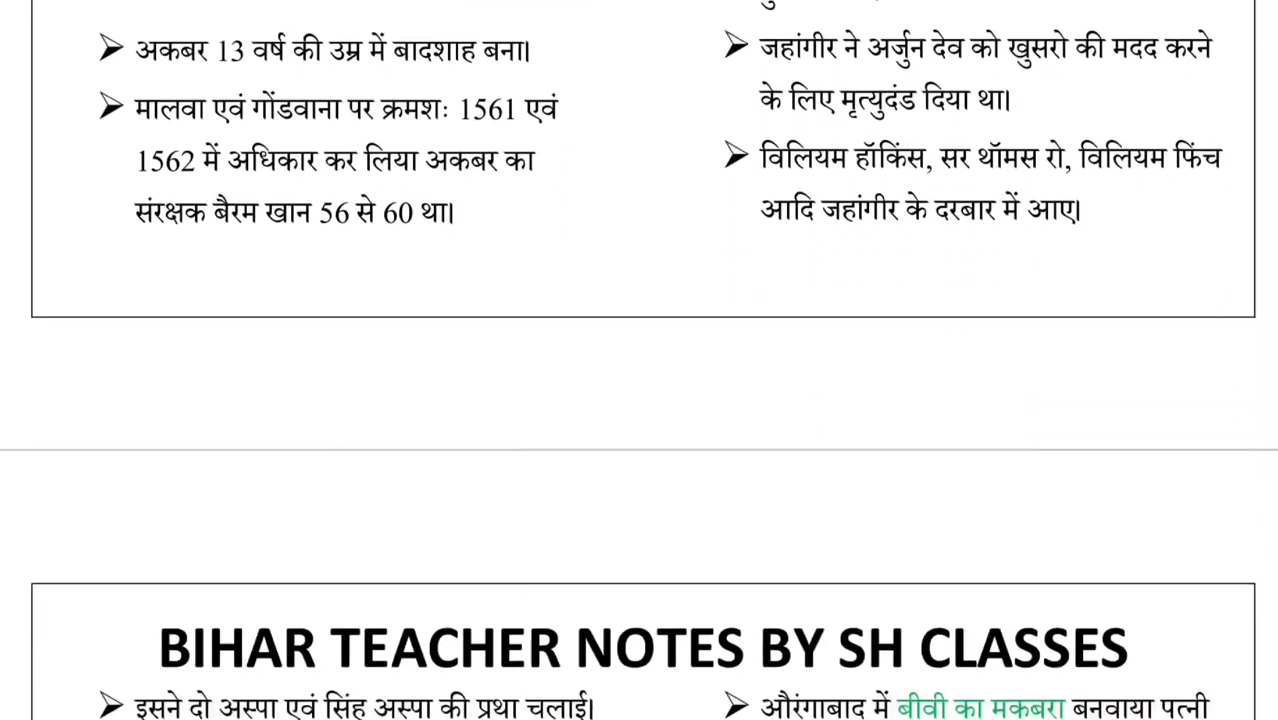 अकबर 13 वर्ष की उम्र में बादशाह बना।
मालवा एवं गोंडवाना पर क्रमशः 1561 एवं
1562 में अधिकार कर लिया अकबर का
संरक्षक बैरम खान 56 से 60 था।
जहांगीर ने अर्जुन देव को खुसरो की मदद करने
के लिए मृत्युदंड दिया था।
विलियम हॉकिंस, सर थॉमस रो, विलियम फिंच
आदि जहांगीर के दरबार में आए।
BIHAR TEACHER NOTES BY SH CLASSES
इसने दो अस्पा एवं सिंह अस्पा की प्रथा चलाई।
औरंगाबाद में बीवी का मकबरा बनवाया पत्नी